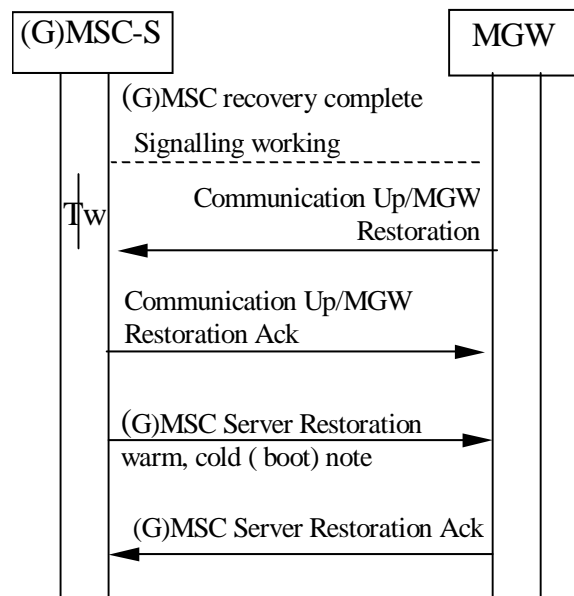 (G)MSC-S
MGW
(G)MSC recovery complete
Signalling working
Tw
Communication Up/MGW
Restoration
Communication Up/MGW
Restoration Ack
(G)MSC Server Restoration
warm, cold ( boot) note
(G)MSC Server Restoration Ack